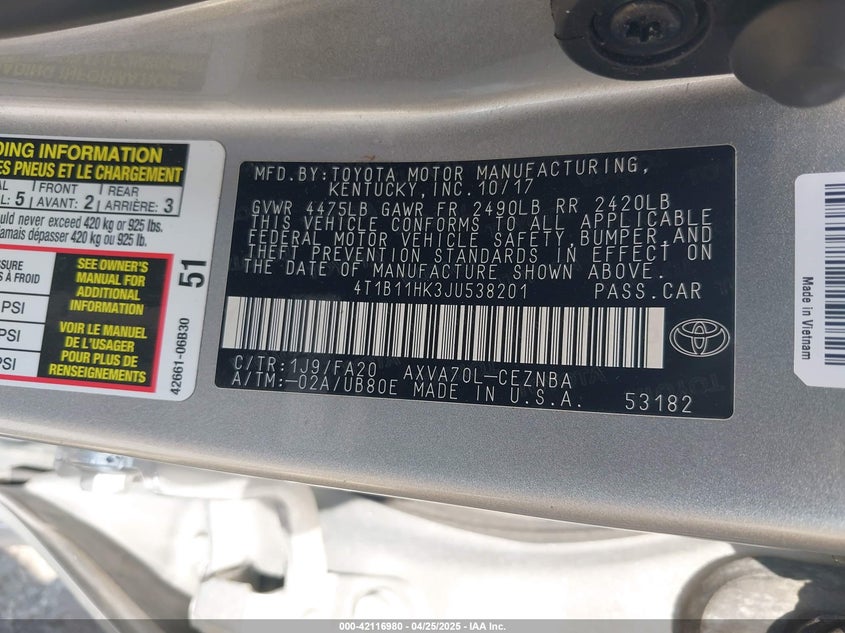 DING INFORMATION
ES PNEUS ET LE CHARGEMENT
AL FRONT REAR
L: 5 AVANT: 2 ARRIÈRE: 3
ould never exceed 420 kg or 925 lbs.
jamais dépasser 420 kg ou 925 lb.
SSURE
S À FROID
PSI
PSI
PSI
SEE OWNER'S
MANUAL FOR
ADDITIONAL
INFORMATION
VOIR LE MANUEL
DE L'USAGER
POUR PLUS DE
RENSEIGNEMENTS
51
42661-06B30
MFD.BY:TOYOTA MOTOR MANUFACTURING,
KENTUCKY, INC.10/17
GVWR 4475LB GAWR FR 2490LB RR 2420LB
THIS VEHICLE CONFORMS TO ALL APPLICABLE
FEDERAL MOTOR VEHICLE SAFETY,BUMPER,AND
THEFT PREVENTION STANDARDS IN EFFECT ON
THE DATE OF MANUFACTURE SHOWN ABOVE.
4T1B11HK3JU538201 PASS.CAR
C/TR:1J9/FA20 AXVA70L-CEZNBA
A/TM:-02A/UB80E MADE IN U.S.A.
53182
TOYOTA
Made in Vietnam
000-42116980 - 04/25/2025 - IAA Inc.